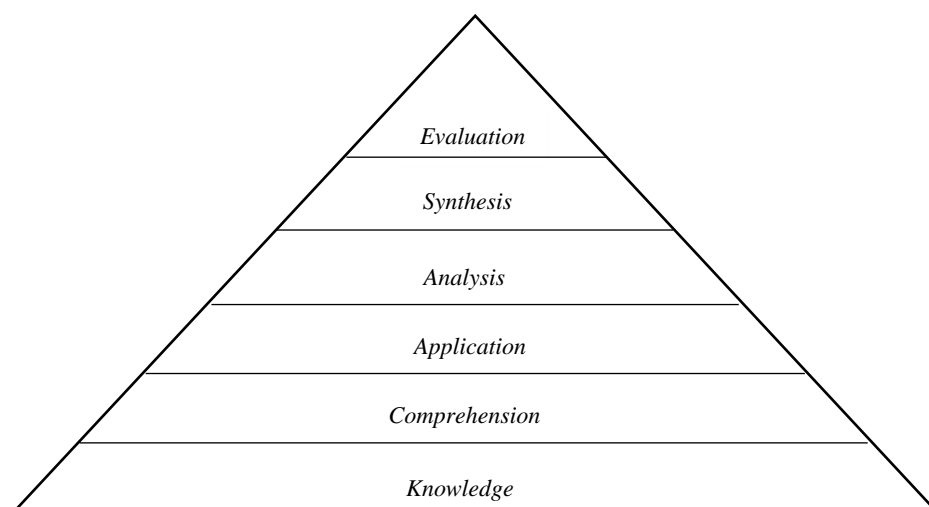 Evaluation
Synthesis
Analysis
Application
Comprehension
Knowledge